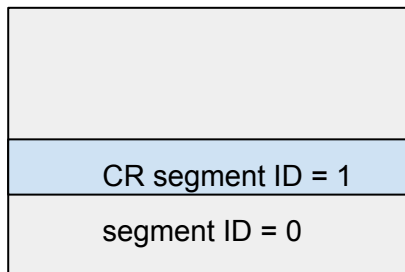 CR segment ID = 1
segment ID = 0